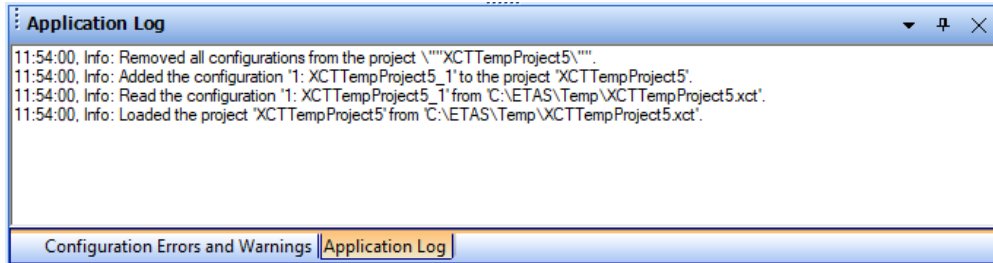 Application Log
11:54:00, Info: Removed all configurations from the project \""XCTTempProject5\"".
11:54:00, Info: Added the configuration '1: XCTTempProject5_1' to the project 'XCTTempProject5'.
11:54:00, Info: Read the configuration '1: XCTTempProject5_1' from 'C:\ETAS\Temp\XCTTempProject5.xct'.
11:54:00, Info: Loaded the project 'XCTTempProject5' from 'C:\ETAS\Temp\XCTTempProject5.xct'.
Configuration Errors and Warnings Application Log